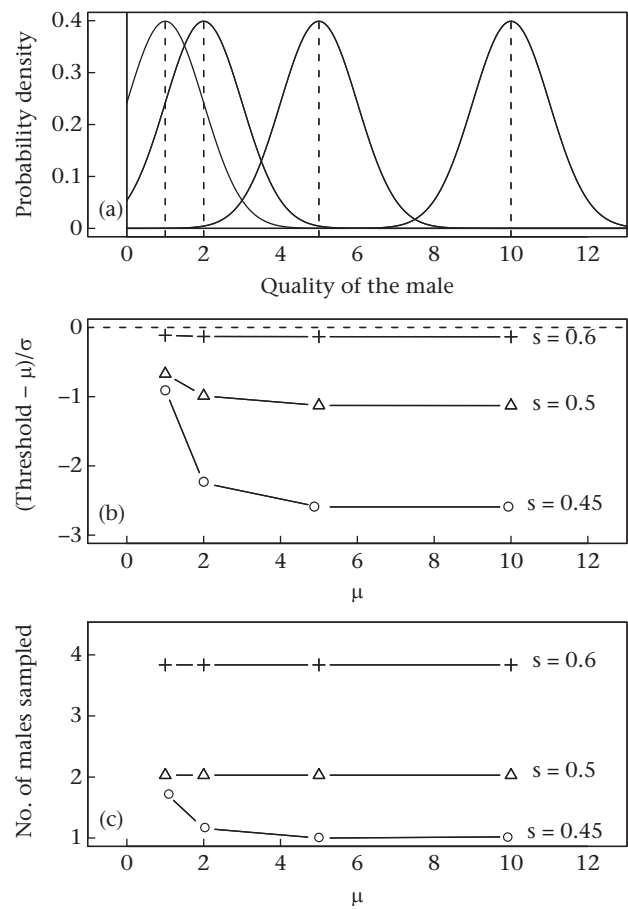 0.4
0.3
0.2
0.1
0
Probability density
(a)
0 2 4 6 8 10 12
Quality of the male
0
−1
−2
−3
(Threshold − μ)/σ
s = 0.6
s = 0.5
s = 0.45
(b)
0 2 4 6 8 10 12
μ
4
3
2
1
No. of males sampled
s = 0.6
s = 0.5
s = 0.45
(c)
0 2 4 6 8 10 12
μ